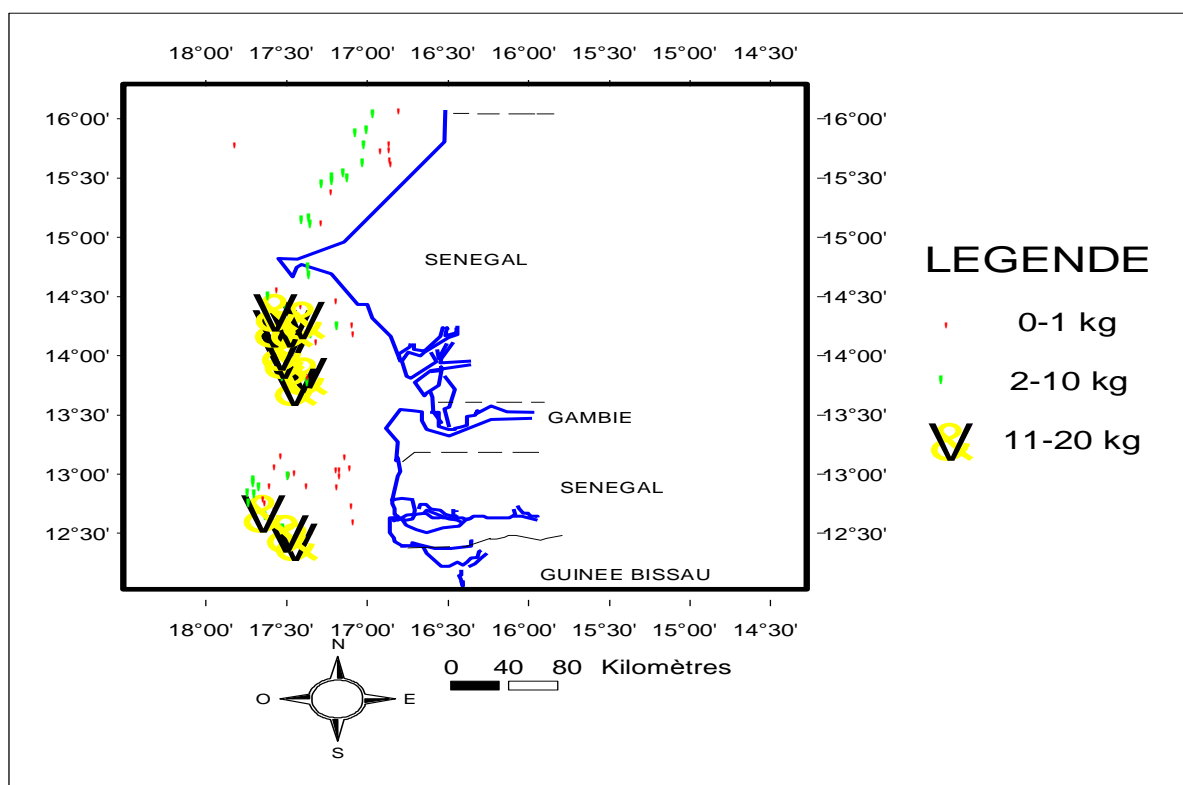 18°00' 17°30' 17°00' 16°30' 16°00' 15°00' 14°30'
16°00' 16°00'
15°30' 15°30'
15°00' 15°00'
SENEGAL
LEGENDE
14°30' 14°30'
0-1 kg
14°00' 14°00'
2-10 kg
13°30' 13°30'
GAMBIE
11-20 kg
13°00' 13°00'
SENEGAL
12°30' 12°30'
GUINEE BISSAU
18°00' 17°30' 17°00' 16°30' 16°00' 15°00' 14°30'
N
0 40 80 Kilomètres
O E
S